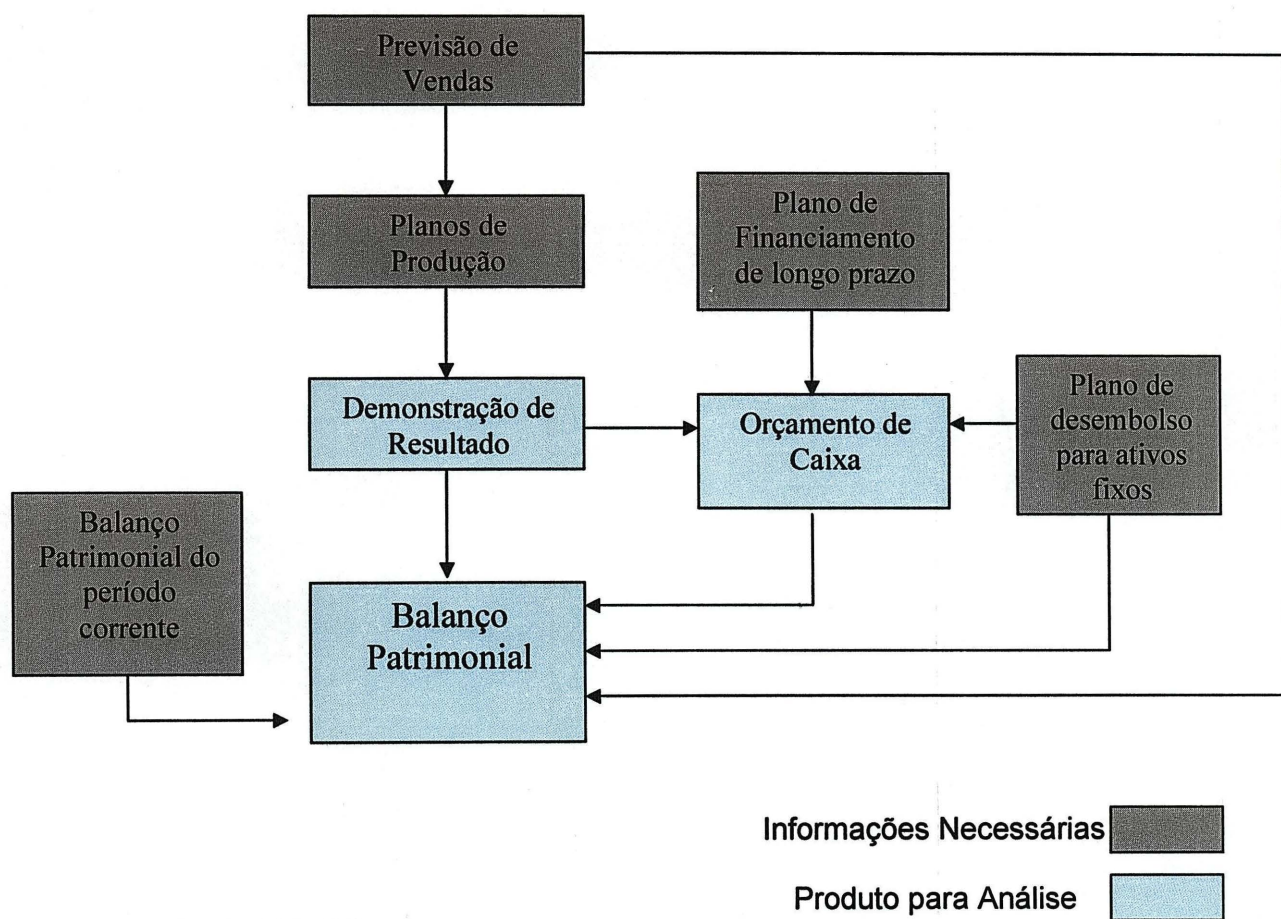 Previsão de
Vendas
Planos de
Produção
Plano de
Financiamento
de longo prazo
Demonstração de
Resultado
Orçamento de
Caixa
Plano de
desembolso
para ativos
fixos
Balanço
Patrimonial do
período
corrente
Balanço
Patrimonial
Informações Necessárias
Produto para Análise